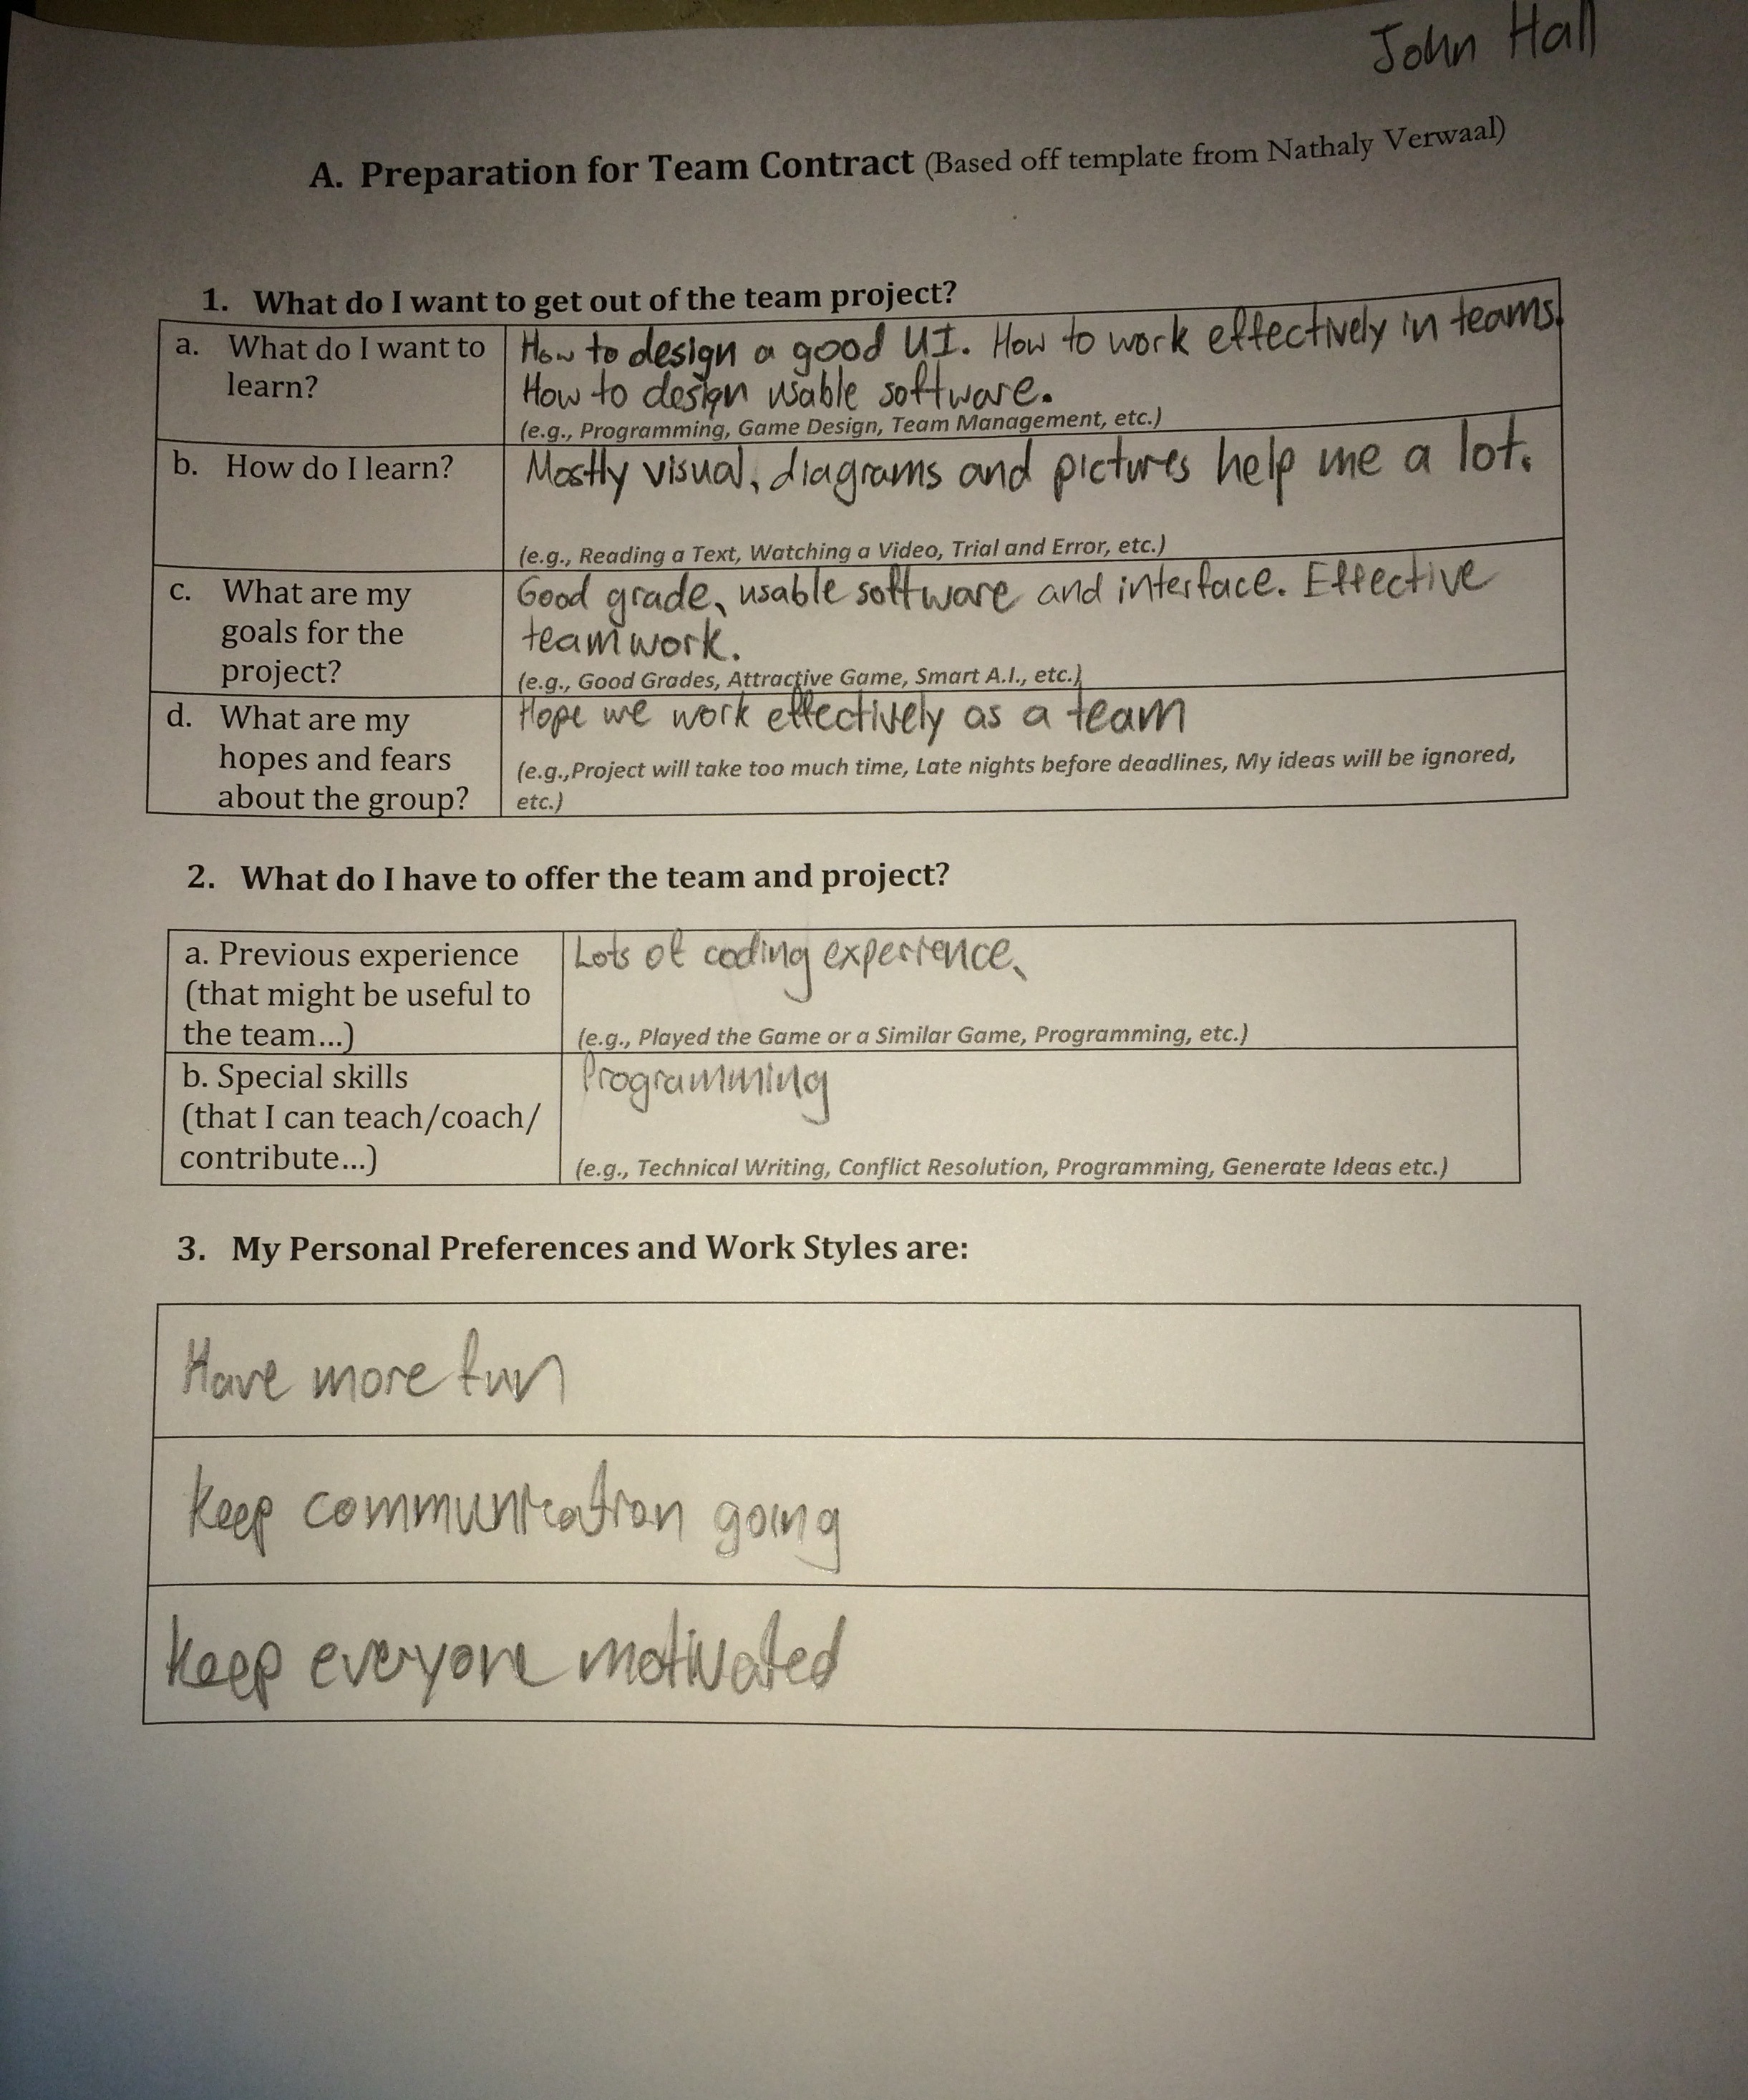 John Hall
A. Preparation for Team Contract (Based off template from Nathaly Verwaal)
1. What do I want to get out of the team project?
a. What do I want to learn?
How to design a good UI. How to work effectively in teams.
How to design usable software.
(e.g., Programming, Game Design, Team Management, etc.)
b. How do I learn?
Mostly visual, diagrams and pictures help me a lot.
(e.g., Reading a Text, Watching a Video, Trial and Error, etc.)
c. What are my
goals for the
project?
Good grade, usable software and interface. Effective
teamwork.
(e.g., Good Grades, Attractive Game, Smart A.I., etc.)
d. What are my
hopes and fears
about the group?
Hope we work effectively as a team
(e.g.,Project will take too much time, Late nights before deadlines, My ideas will be ignored,
etc.)
2. What do I have to offer the team and project?
a. Previous experience
(that might be useful to
the team...)
Lots of coding experience.
(e.g., Played the Game or a Similar Game, Programming, etc.)
b. Special skills
(that I can teach/coach/
contribute...)
Programming
(e.g., Technical Writing, Conflict Resolution, Programming, Generate Ideas etc.)
3. My Personal Preferences and Work Styles are:
Have more fun
keep communication going
keep everyone motivated